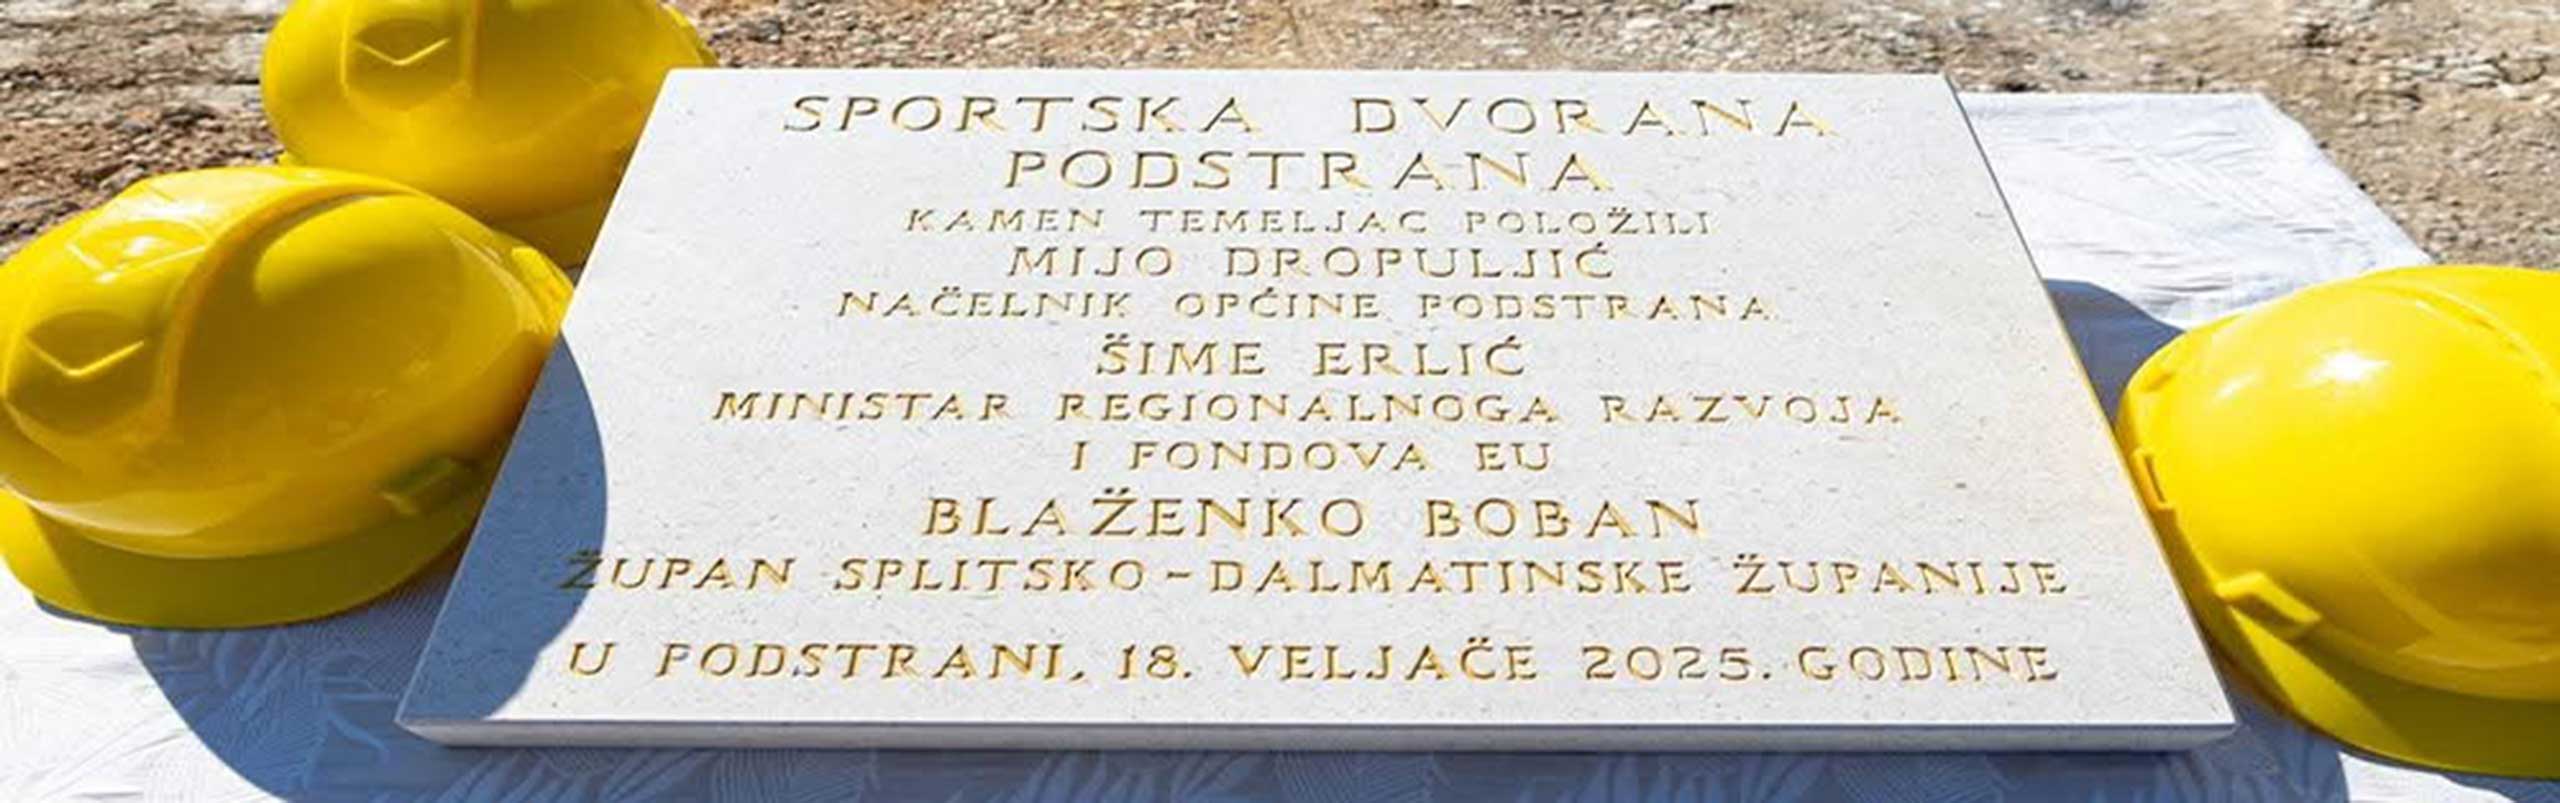 SPORTSKA DVORANA
PODSTRANA
KAMEN TEMELJAC POLOŽILI
MIJO DROPULJIĆ
NAČELNIK OPĆINE PODSTRANA
ŠIME ERLIĆ
MINISTAR REGIONALNOGA RAZVOJA
I FONDOVA EU
BLAŽENKO BOBAN
ŽUPAN SPLITSKO-DALMATINSKE ŽUPANIJE
U PODSTRANI, 18. VELJAČE 2025. GODINE